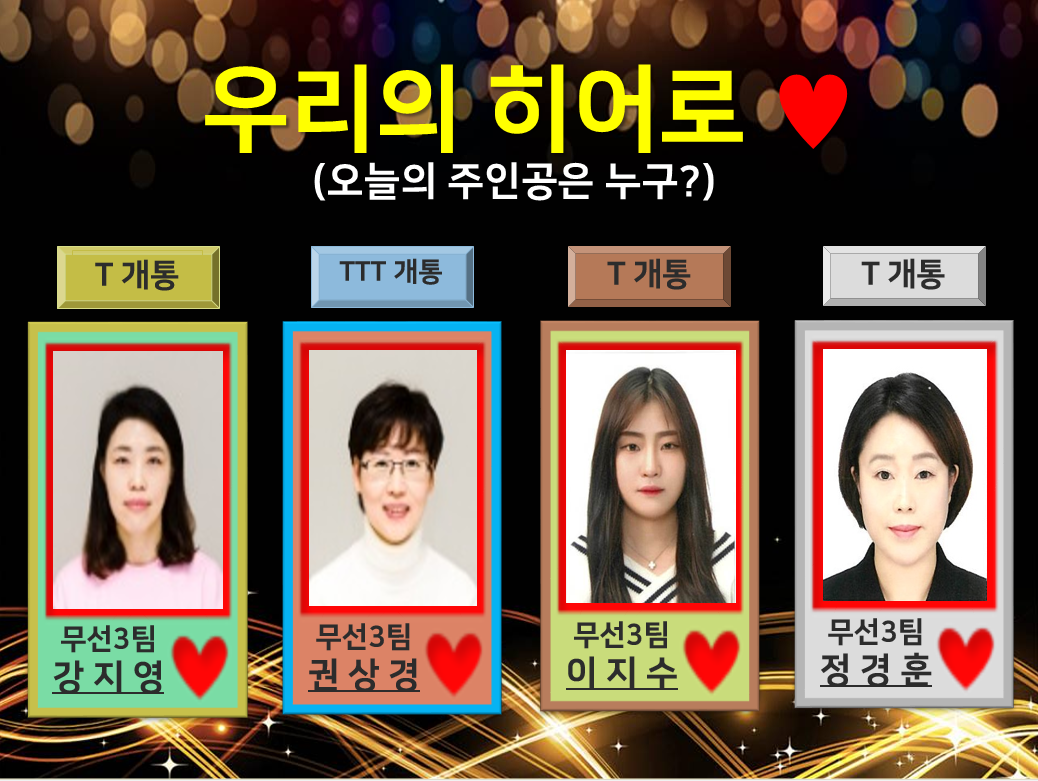 우리의 히어로 ♥
(오늘의 주인공은 누구?)
T 개통
TTT 개통
T 개통
T 개통
무선3팀
강 지 영
무선3팀
권 상 경
무선3팀
이 지 수
무선3팀
정 경 훈